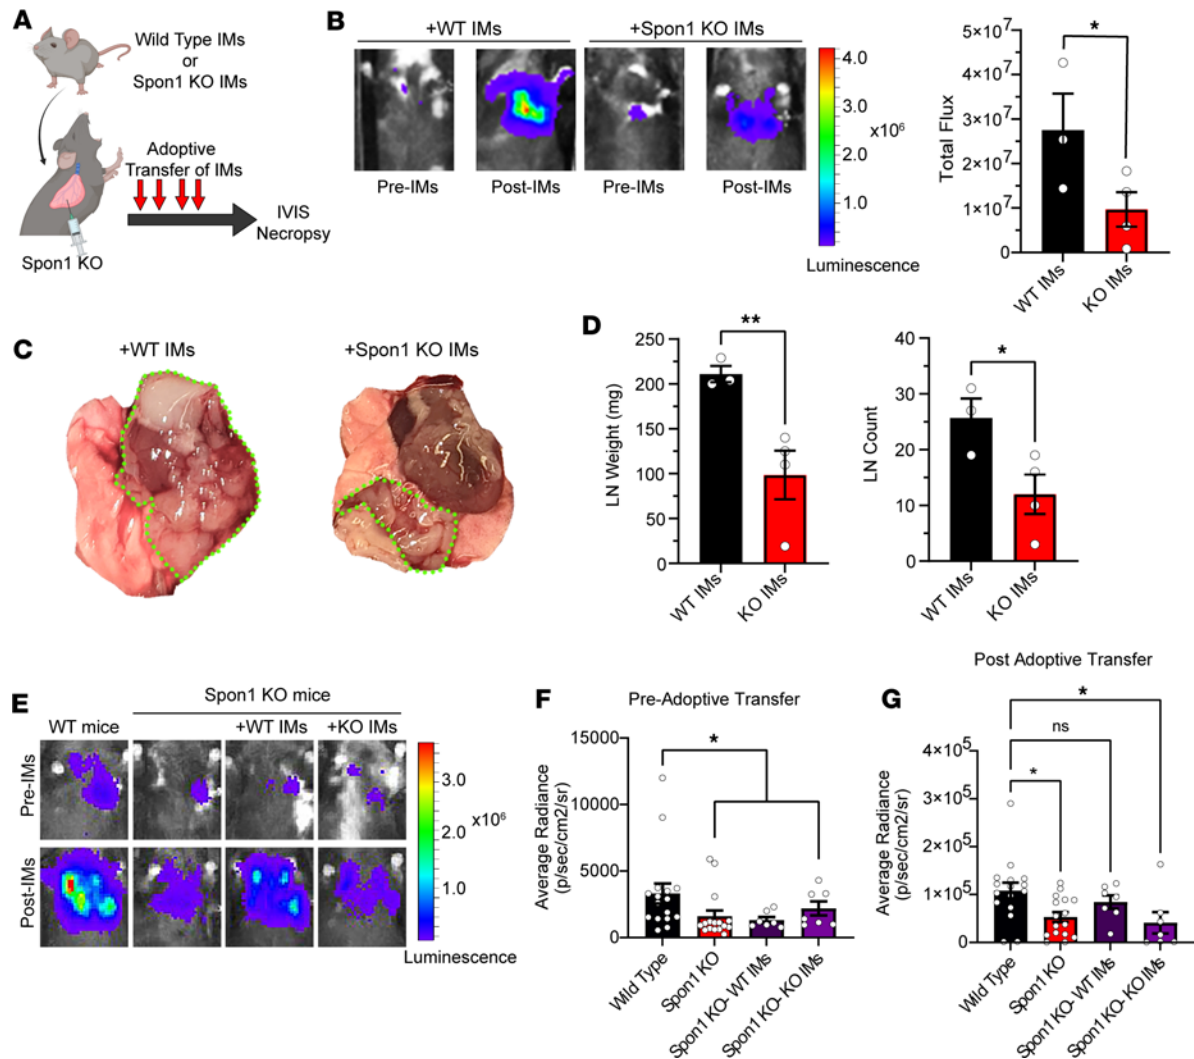 A
Wild Type IMs
or
Spon1 KO IMs
Adoptive
Transfer of IMs
IVIS
Necropsy
Spon1 KO
B
+WT IMs
+Spon1 KO IMs
Pre-IMs
Post-IMs
Pre-IMs
Post-IMs
4.0
3.0
x10⁶
2.0
1.0
Luminescence
*
Total Flux
5×10⁷
4×10⁷
3×10⁷
2×10⁷
1×10⁷
0
WT IMs
KO IMs
C
+WT IMs
+Spon1 KO IMs
D
**
LN Weight (mg)
250
200
150
100
50
0
WT IMs
KO IMs
*
LN Count
40
30
20
10
0
WT IMs
KO IMs
E
Spon1 KO mice
WT mice
+WT IMs
+KO IMs
Pre-IMs
Post-IMs
3.0
x10⁶
2.0
1.0
Luminescence
F
Pre-Adoptive Transfer
*
Average Radiance
(p/sec/cm2/sr)
15000
10000
5000
0
Wild Type
Spon1 KO
Spon1 KO- WT IMs
Spon1 KO- KO IMs
Post Adoptive Transfer
G
*
ns
*
Average Radiance
(p/sec/cm2/sr)
4×10⁵
3×10⁵
2×10⁵
1×10⁵
0
Wild Type
Spon1 KO
Spon1 KO- WT IMs
Spon1 KO- KO IMs